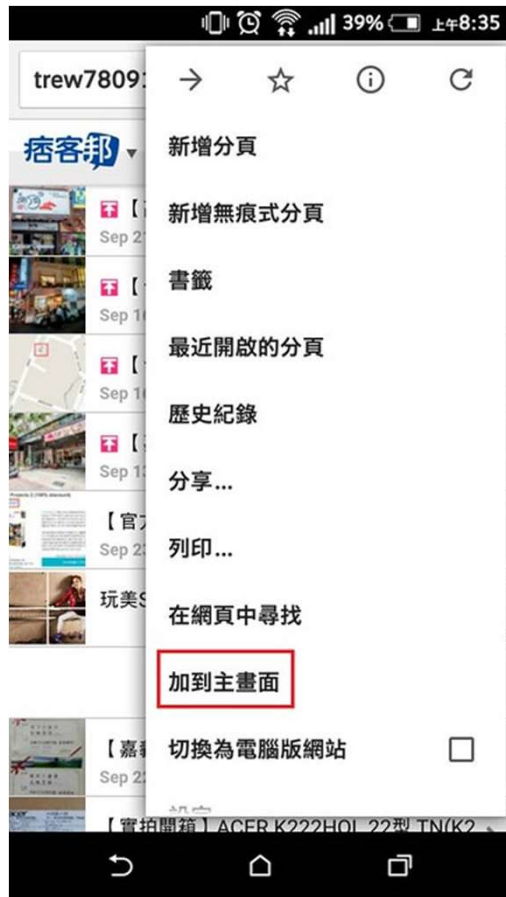 39% 上午8:35
trew7809
痞客邦
新增分頁
新增無痕式分頁
書籤
最近開啟的分頁
歷史紀錄
分享...
列印...
在網頁中尋找
加到主畫面
切換為電腦版網站
Sep 2
Sep 1
Sep 1
Sep 1
【官
Sep 2
玩美
【嘉
Sep 2
【實拍開箱】ACER K222HQL 22型 TN(K2